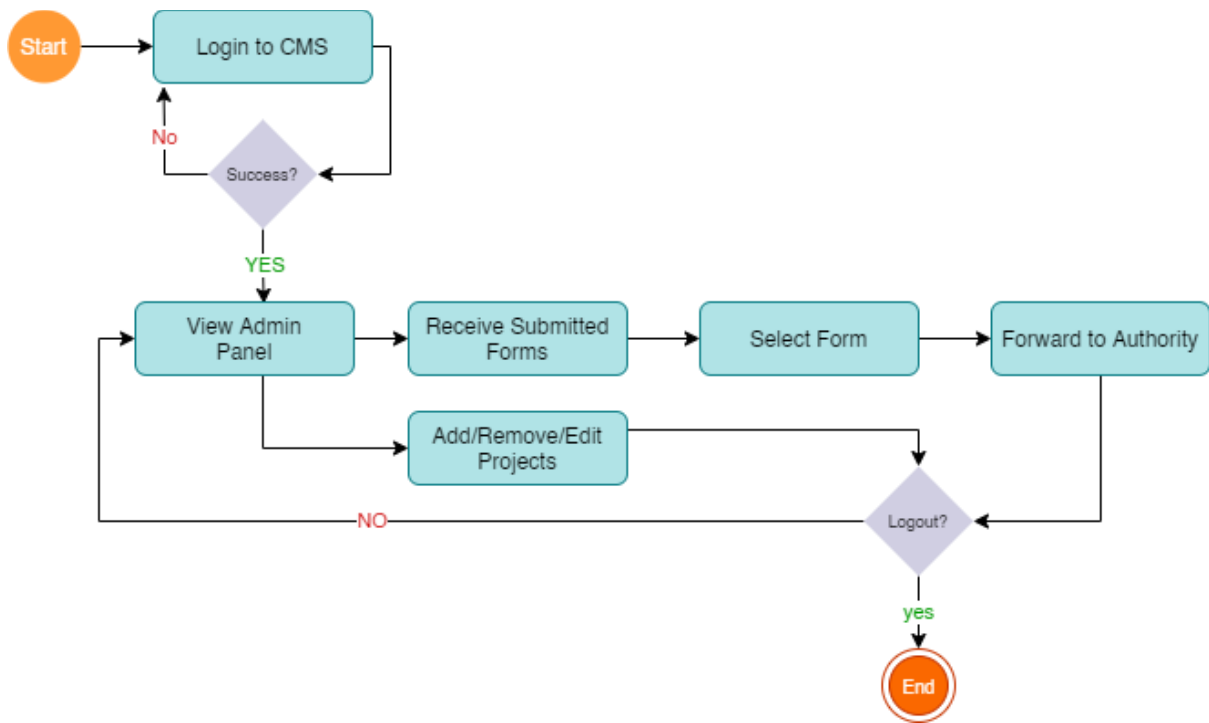 Start
Login to CMS
No
Success?
YES
View Admin
Panel
Receive Submitted
Forms
Select Form
Forward to Authority
Add/Remove/Edit
Projects
NO
Logout?
yes
End